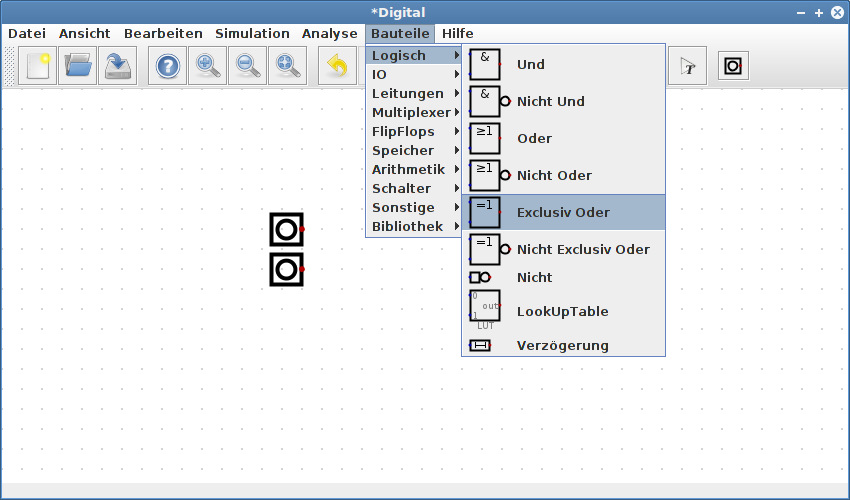 *Digital
Datei Ansicht Bearbeiten Simulation Analyse Bauteile Hilfe
Logisch
IO
Leitungen
Multiplexer
FlipFlops
Speicher
Arithmetik
Schalter
Sonstige
Bibliothek
& Und
& Nicht Und
≥1 Oder
≥1 Nicht Oder
=1 Exclusiv Oder
=1 Nicht Exclusiv Oder
Nicht
0
out LookUpTable
1
LUT
Verzögerung
? 
T